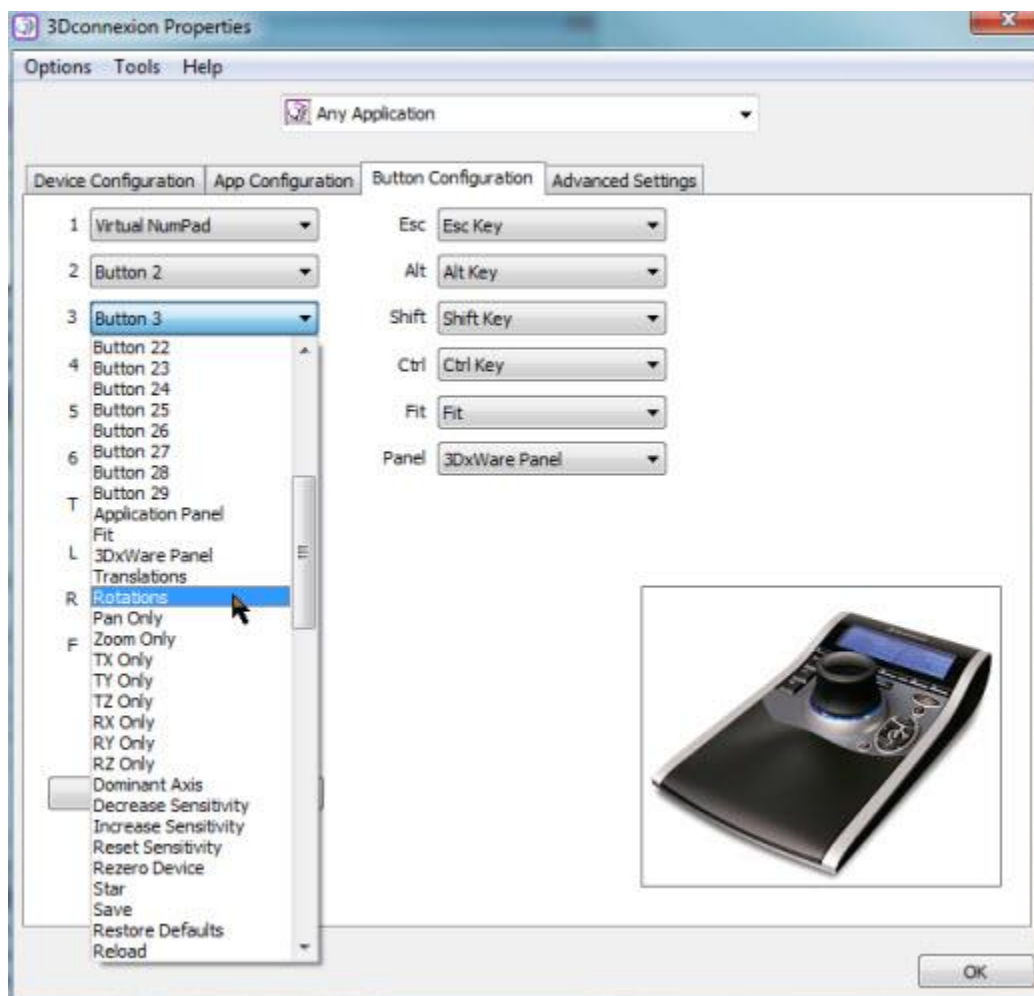 3Dconnexion Properties
Options Tools Help
Any Application
Device Configuration App Configuration Button Configuration Advanced Settings
1 Virtual NumPad Esc Esc Key
2 Button 2 Alt Alt Key
3 Button 3 Shift Shift Key
4 Ctrl Ctrl Key
5 Fit Fit
6 Panel 3DxWare Panel
T
L
R
F
Button 22
Button 23
Button 24
Button 25
Button 26
Button 27
Button 28
Button 29
Application Panel
Fit
3DxWare Panel
Translations
Rotations
Pan Only
Zoom Only
TX Only
TY Only
TZ Only
RX Only
RY Only
RZ Only
Dominant Axis
Decrease Sensitivity
Increase Sensitivity
Reset Sensitivity
Rezero Device
Star
Save
Restore Defaults
Reload
OK